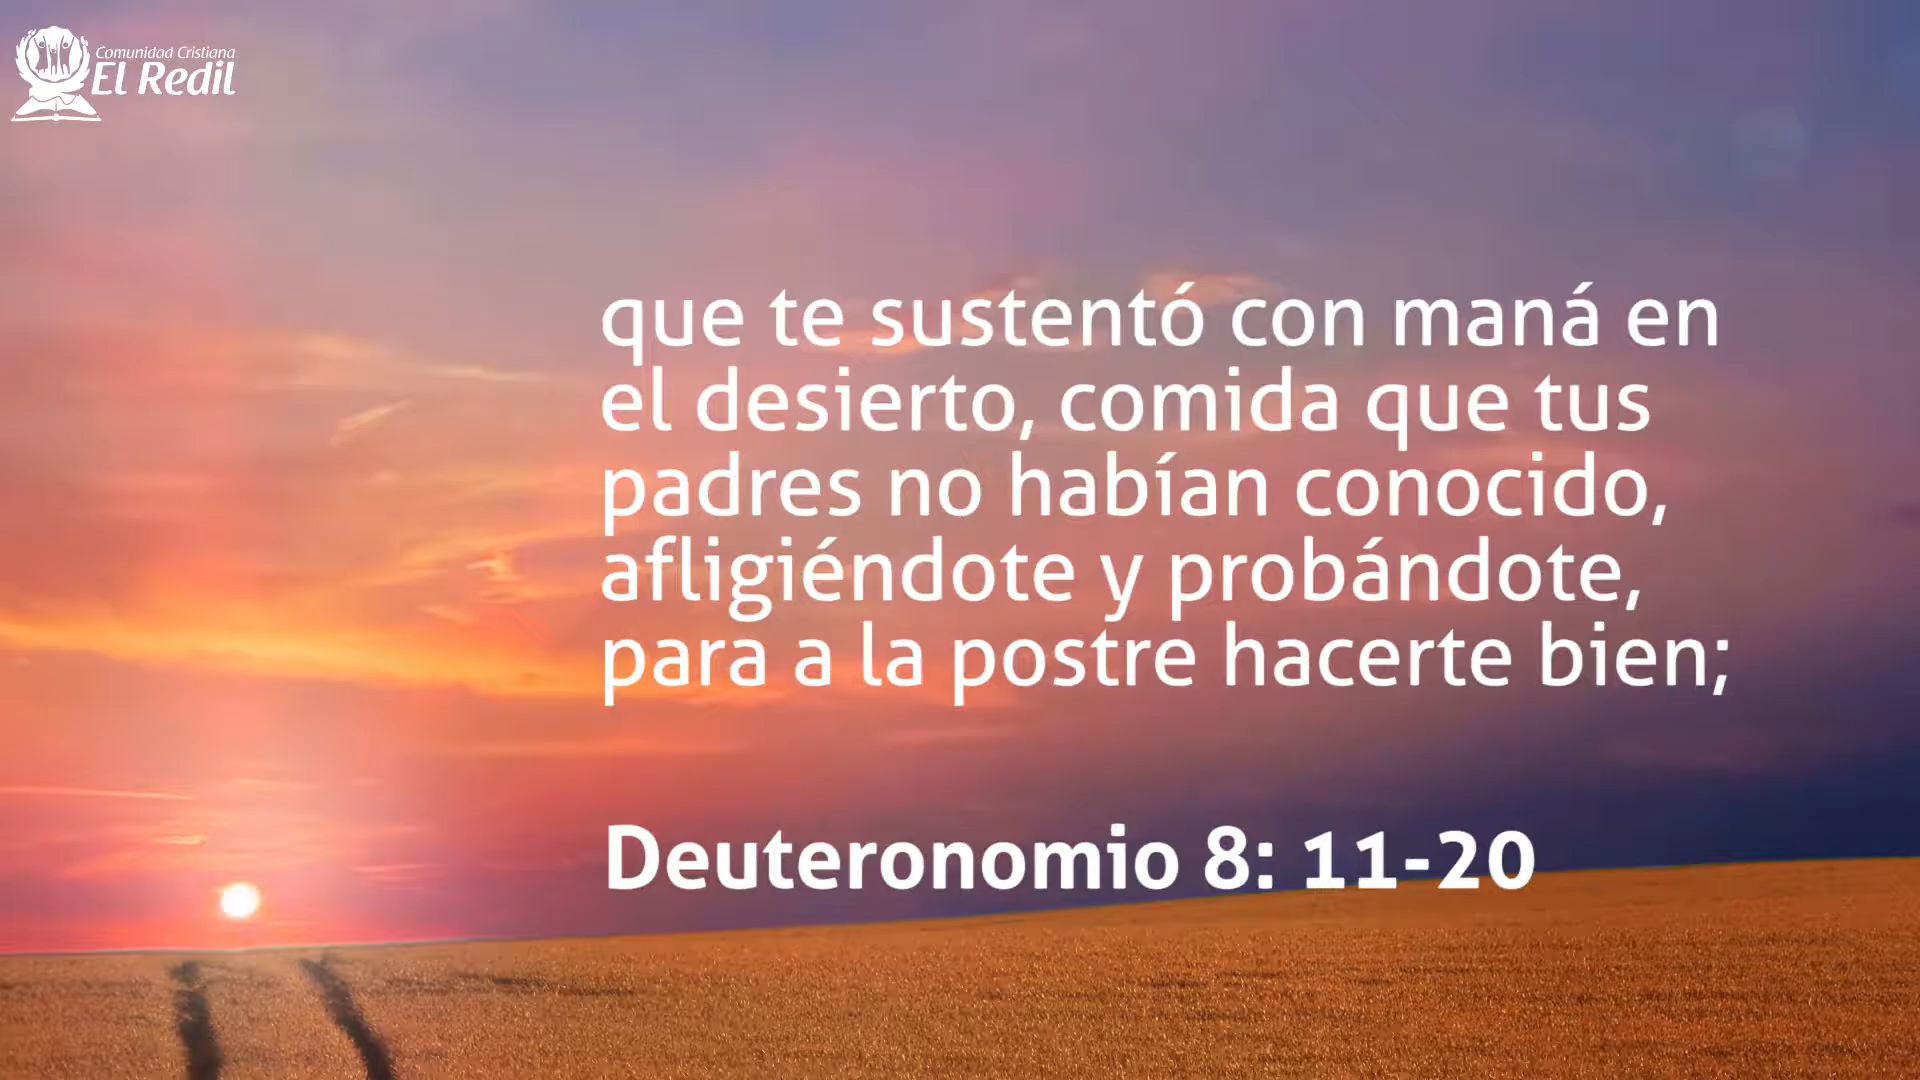 Comunidad Cristiana
El Redil
que te sustentó con maná en
el desierto, comida que tus
padres no habían conocido,
afligiéndote y probándote,
para a la postre hacerte bien;
Deuteronomio 8: 11-20